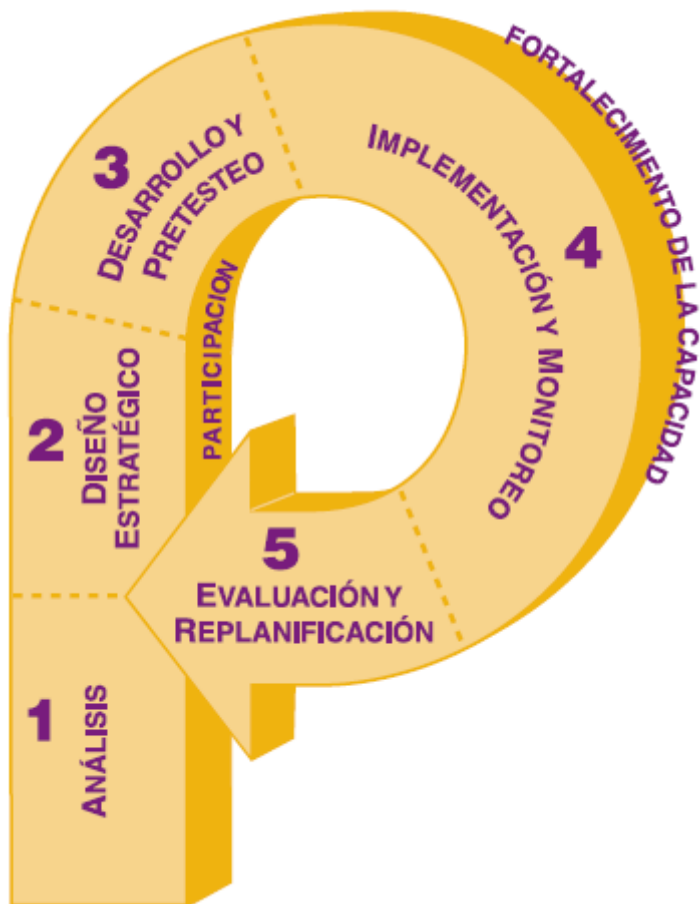 1
ANÁLISIS
2
DISEÑO
ESTRATÉGICO
3
DESARROLLO Y
PRETESTEO
4
IMPLEMENTACIÓN Y MONITOREO
5
EVALUACIÓN Y
REPLANIFICACIÓN
PARTICIPACION
FORTALECIMIENTO DE LA CAPACIDAD